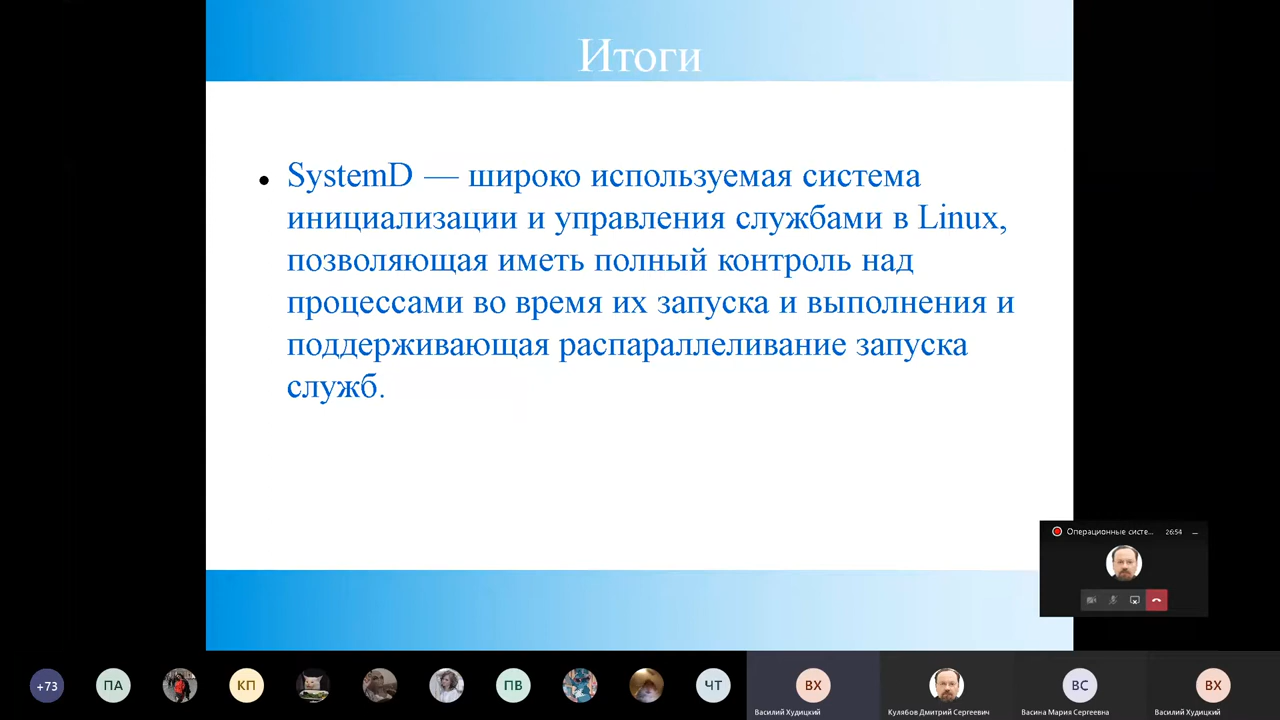 Итоги
• SystemD — широко используемая система
инициализации и управления службами в Linux,
позволяющая иметь полный контроль над
процессами во время их запуска и выполнения и
поддерживающая распараллеливание запуска
служб.
Операционные систе... 26:54
+73 ПА КП ПВ ЧТ ВХ ВС ВХ
Василий Худицкий Кулябов Дмитрий Сергеевич Васина Мария Сергеевна Василий Худицкий